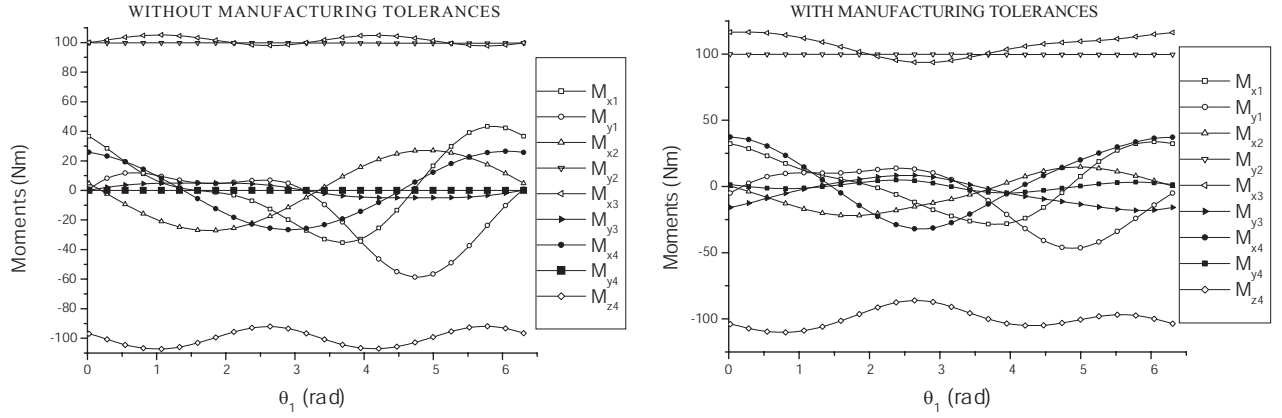 WITHOUT MANUFACTURING TOLERANCES
Moments (Nm)
100
80
60
40
20
0
-20
-40
-60
-80
-100
0 1 2 3 4 5 6
θ1 (rad)
Mx1
My1
Mx2
My2
Mx3
My3
Mx4
My4
Mz4
WITH MANUFACTURING TOLERANCES
Moments (Nm)
100
50
0
-50
-100
0 1 2 3 4 5 6
θ1 (rad)
Mx1
My1
Mx2
My2
Mx3
My3
Mx4
My4
Mz4